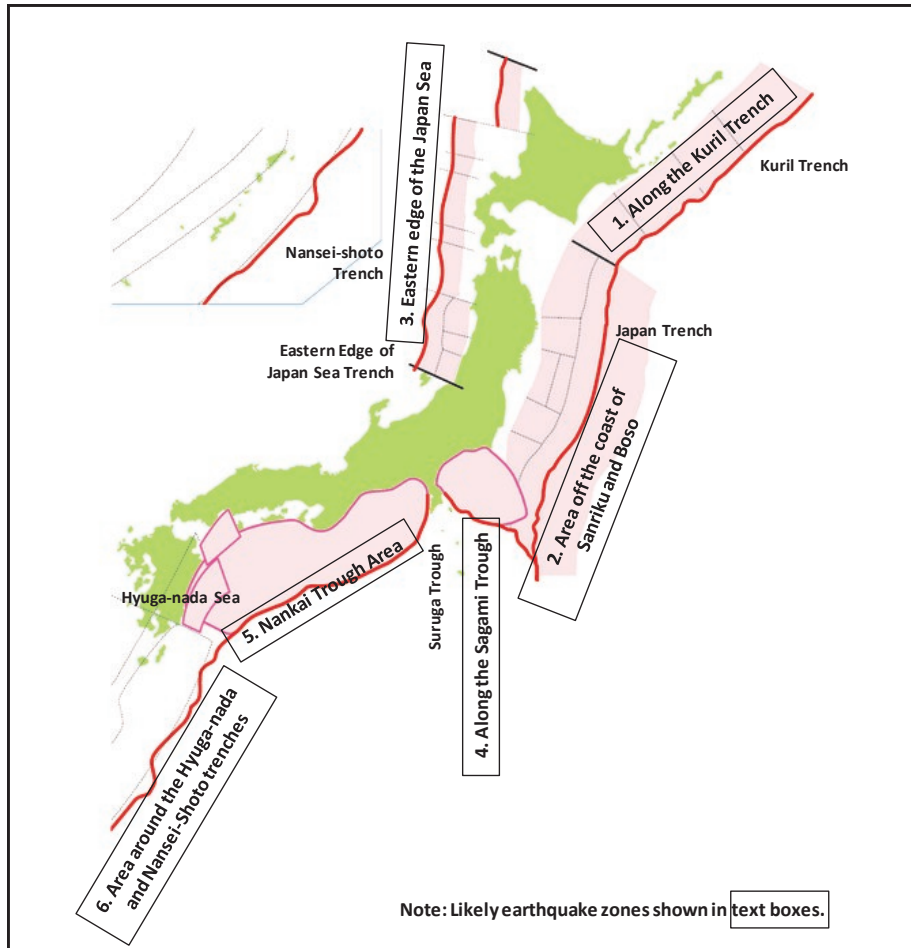 3. Eastern edge of the Japan Sea
1. Along the Kuril Trench
Kuril Trench
Nansei-shoto
Trench
Japan Trench
Eastern Edge of
Japan Sea Trench
2. Area off the coast of
Sanriku and Boso
Hyuga-nada Sea
5. Nankai Trough Area
Suruga Trough
4. Along the Sagami Trough
6. Area around the Hyuga-nada
and Nansei-Shoto trenches
Note: Likely earthquake zones shown in text boxes.